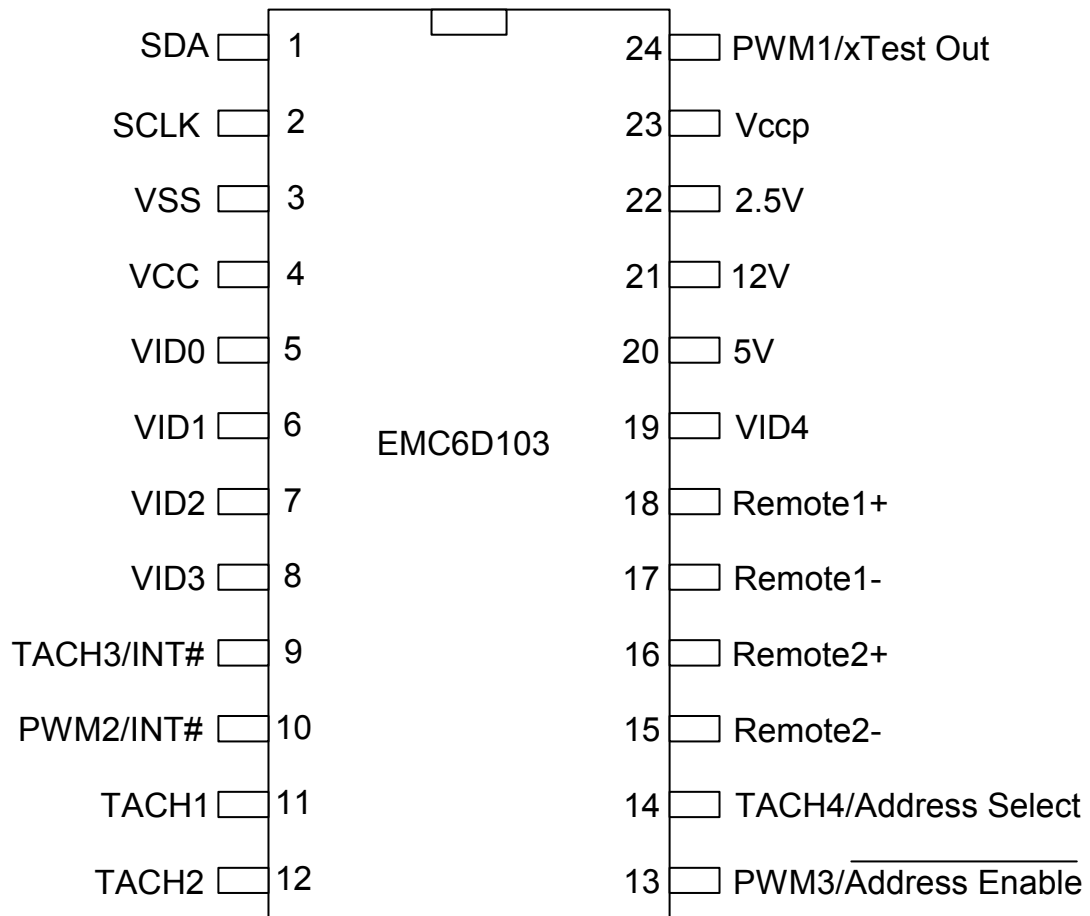 SDA 1 24 PWM1/xTest Out
SCLK 2 23 Vccp
VSS 3 22 2.5V
VCC 4 21 12V
VID0 5 20 5V
VID1 6 19 VID4
EMC6D103
VID2 7 18 Remote1+
VID3 8 17 Remote1-
TACH3/INT# 9 16 Remote2+
PWM2/INT# 10 15 Remote2-
TACH1 11 14 TACH4/Address Select
TACH2 12 13 PWM3/Address Enable